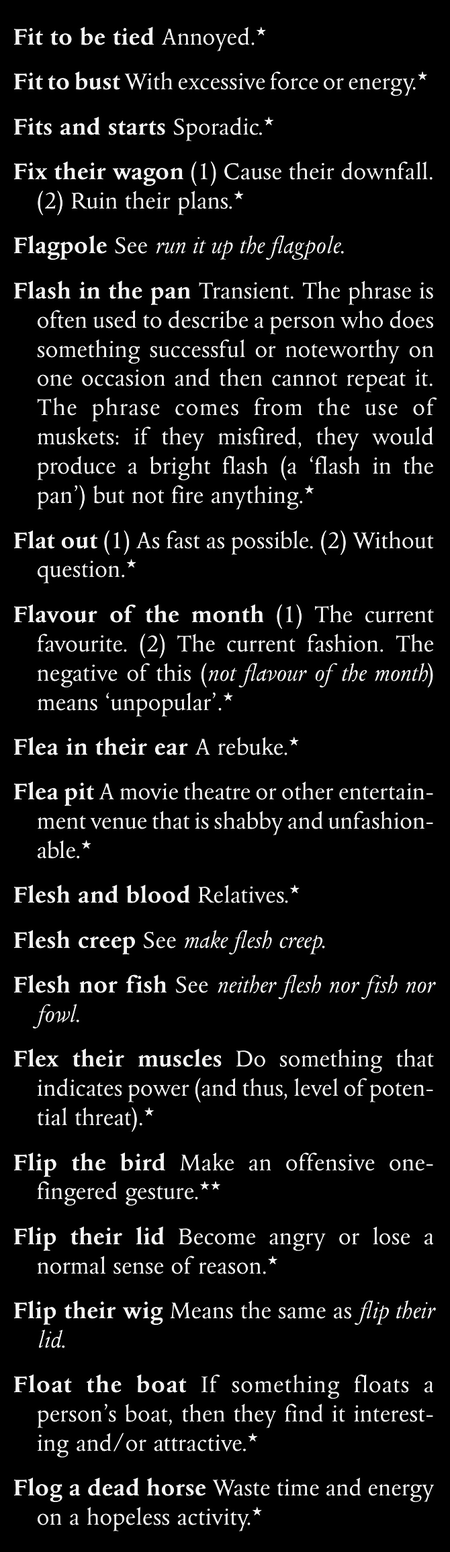 Fit to be tied Annoyed.★
Fit to bust With excessive force or energy.★
Fits and starts Sporadic.★
Fix their wagon (1) Cause their downfall.
(2) Ruin their plans.★
Flagpole See run it up the flagpole.
Flash in the pan Transient. The phrase is
often used to describe a person who does
something successful or noteworthy on
one occasion and then cannot repeat it.
The phrase comes from the use of
muskets: if they misfired, they would
produce a bright flash (a ‘flash in the
pan’) but not fire anything.★
Flat out (1) As fast as possible. (2) Without
question.★
Flavour of the month (1) The current
favourite. (2) The current fashion. The
negative of this (not flavour of the month)
means ‘unpopular’.★
Flea in their ear A rebuke.★
Flea pit A movie theatre or other entertain-
ment venue that is shabby and unfashion-
able.★
Flesh and blood Relatives.★
Flesh creep See make flesh creep.
Flesh nor fish See neither flesh nor fish nor
fowl.
Flex their muscles Do something that
indicates power (and thus, level of poten-
tial threat).★
Flip the bird Make an offensive one-
fingered gesture.★★
Flip their lid Become angry or lose a
normal sense of reason.★
Flip their wig Means the same as flip their
lid.
Float the boat If something floats a
person’s boat, then they find it interest-
ing and/or attractive.★
Flog a dead horse Waste time and energy
on a hopeless activity.★